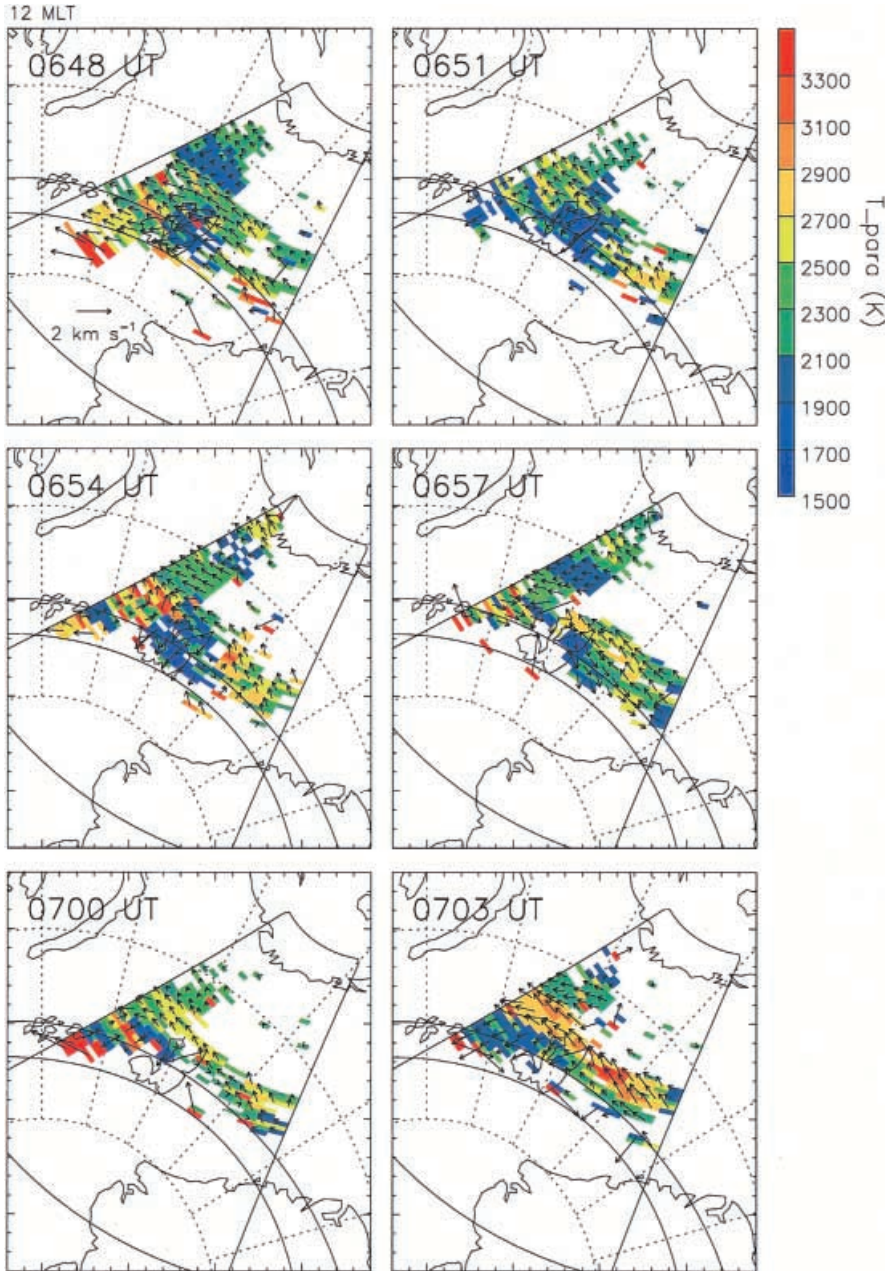 12 MLT
0648 UT
0651 UT
3300
3100
2900
2700
2500
2300
2100
1900
1700
1500
T_para (K)
2 km s⁻¹
0654 UT
0657 UT
0700 UT
0703 UT